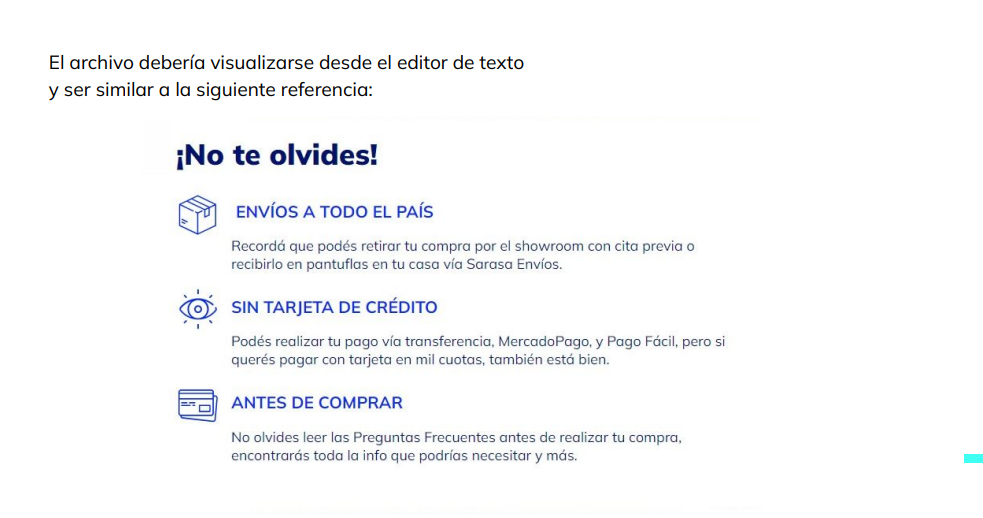 El archivo debería visualizarse desde el editor de texto
y ser similar a la siguiente referencia:
¡No te olvides!
ENVÍOS A TODO EL PAÍS
Recordá que podés retirar tu compra por el showroom con cita previa o
recibirlo en pantuflas en tu casa vía Sarasa Envíos.
SIN TARJETA DE CRÉDITO
Podés realizar tu pago vía transferencia, MercadoPago, y Pago Fácil, pero si
querés pagar con tarjeta en mil cuotas, también está bien.
ANTES DE COMPRAR
No olvides leer las Preguntas Frecuentes antes de realizar tu compra,
encontrarás toda la info que podrías necesitar y más.